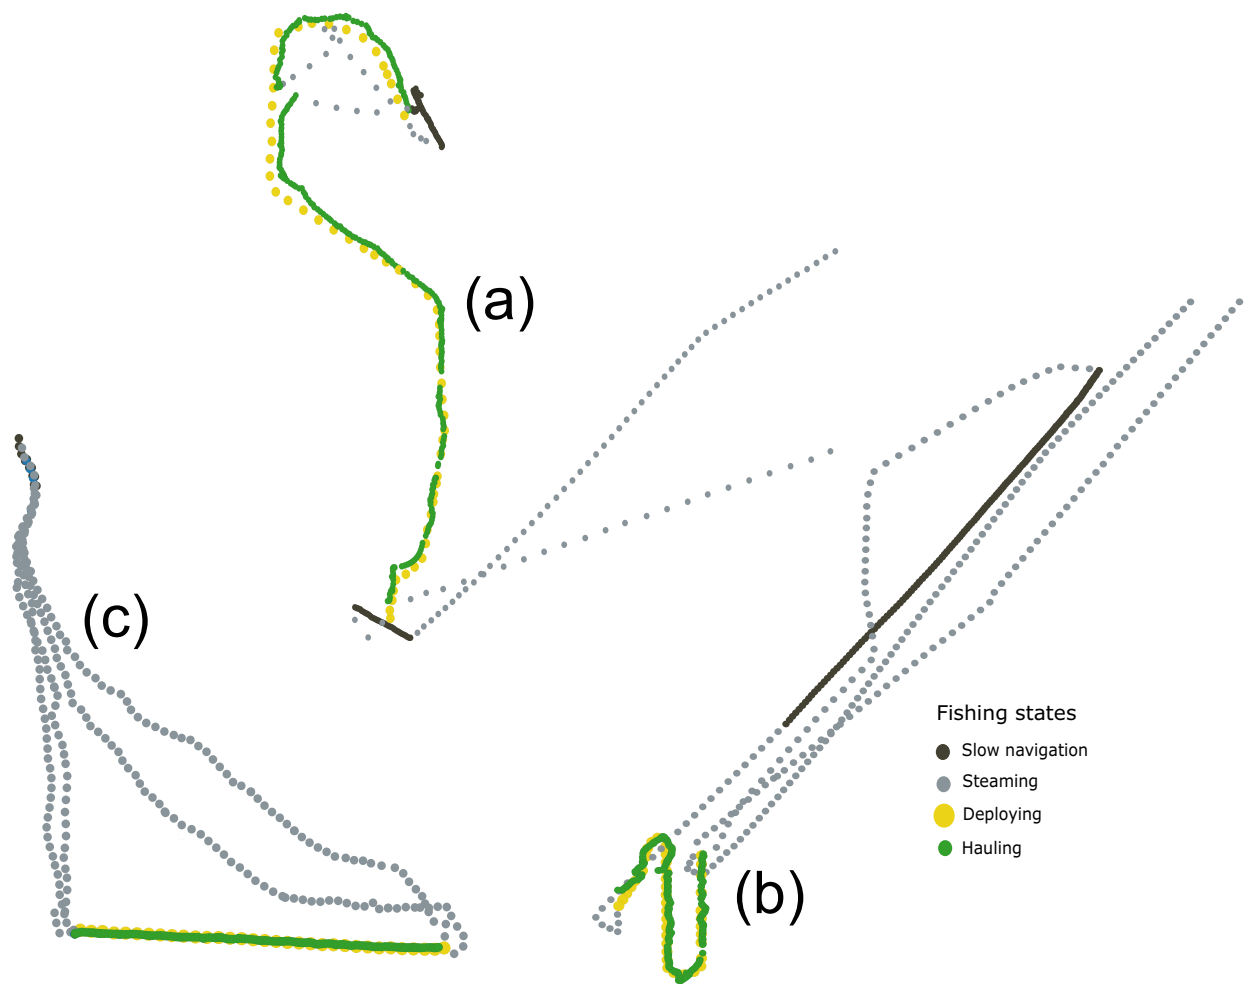 (a)
(c)
Fishing states
Slow navigation
Steaming
Deploying
Hauling
(b)